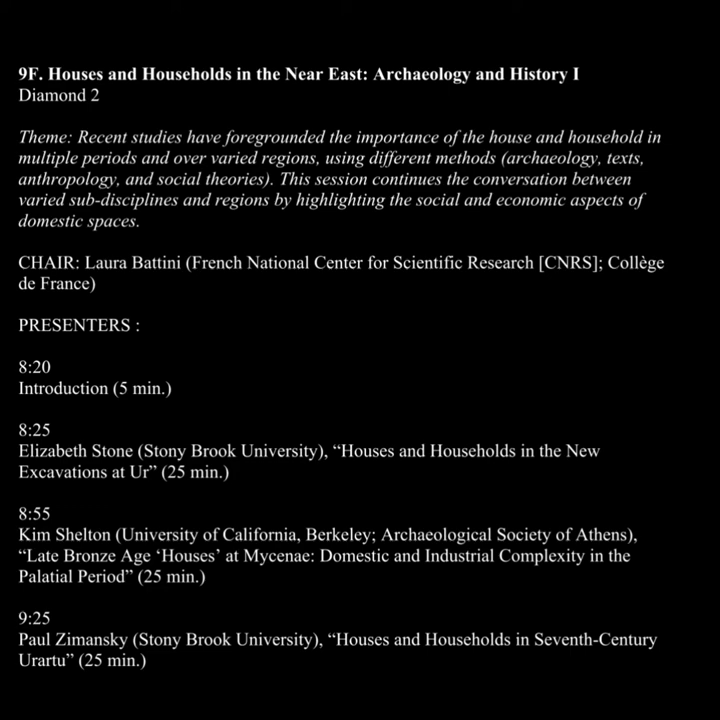 9F. Houses and Households in the Near East: Archaeology and History I
Diamond 2
Theme: Recent studies have foregrounded the importance of the house and household in
multiple periods and over varied regions, using different methods (archaeology, texts,
anthropology, and social theories). This session continues the conversation between
varied sub-disciplines and regions by highlighting the social and economic aspects of
domestic spaces.
CHAIR: Laura Battini (French National Center for Scientific Research [CNRS]; Collège
de France)
PRESENTERS :
8:20
Introduction (5 min.)
8:25
Elizabeth Stone (Stony Brook University), “Houses and Households in the New
Excavations at Ur” (25 min.)
8:55
Kim Shelton (University of California, Berkeley; Archaeological Society of Athens),
“Late Bronze Age ‘Houses’ at Mycenae: Domestic and Industrial Complexity in the
Palatial Period” (25 min.)
9:25
Paul Zimansky (Stony Brook University), “Houses and Households in Seventh-Century
Urartu” (25 min.)